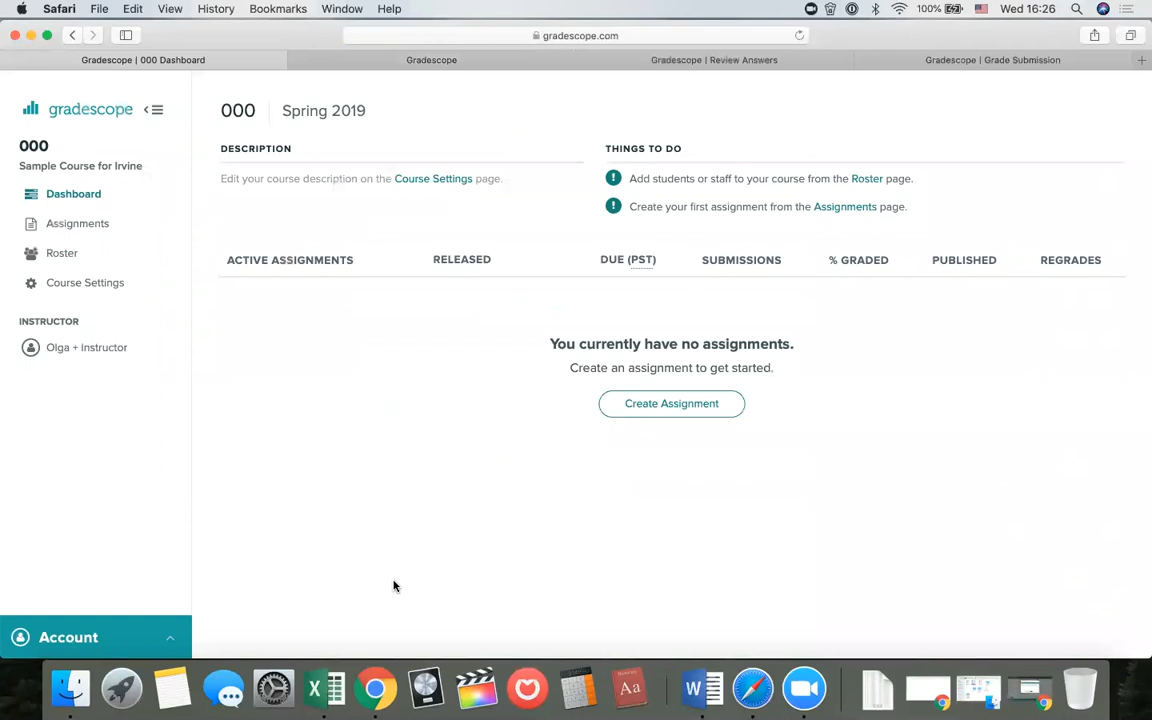 Safari File Edit View History Bookmarks Window Help 100% Wed 16:26
gradescope.com
Gradescope | 000 Dashboard Gradescope Gradescope | Review Answers Gradescope | Grade Submission
gradescope
000
Sample Course for Irvine
Dashboard
Assignments
Roster
Course Settings
INSTRUCTOR
Olga + Instructor
Account
000 Spring 2019
DESCRIPTION
Edit your course description on the Course Settings page.
THINGS TO DO
Add students or staff to your course from the Roster page.
Create your first assignment from the Assignments page.
ACTIVE ASSIGNMENTS RELEASED DUE (PST) SUBMISSIONS % GRADED PUBLISHED REGRADES
You currently have no assignments.
Create an assignment to get started.
Create Assignment
Aa